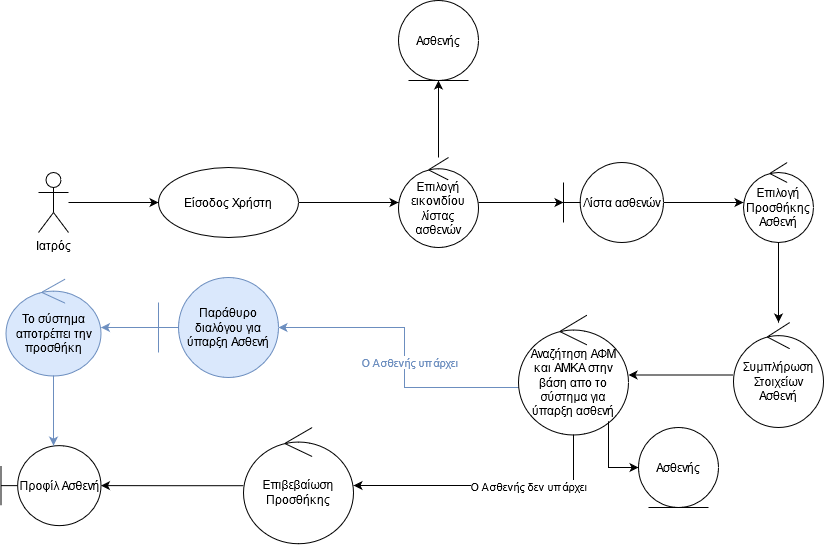 Ασθενής
Ιατρός
Είσοδος Χρήστη
Επιλογή
εικονιδίου
λίστας
ασθενών
Λίστα ασθενών
Επιλογή
Προσθήκης
Ασθενή
Το σύστημα
αποτρέπει την
προσθήκη
Παράθυρο
διαλόγου για
ύπαρξη Ασθενή
Ο Ασθενής υπάρχει
Αναζήτηση ΑΦΜ
και ΑΜΚΑ στην
βάση απο το
σύστημα για
ύπαρξη ασθενή
Συμπλήρωση
Στοιχείων
Ασθενή
Προφίλ Ασθενή
Επιβεβαίωση
Προσθήκης
Ο Ασθενής δεν υπάρχει
Ασθενής